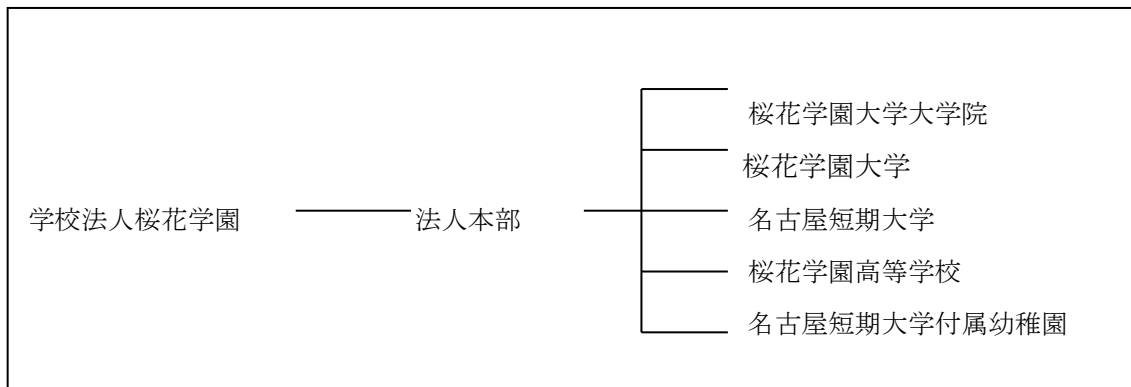 桜花学園大学大学院
桜花学園大学
学校法人桜花学園 法人本部 名古屋短期大学
桜花学園高等学校
名古屋短期大学付属幼稚園